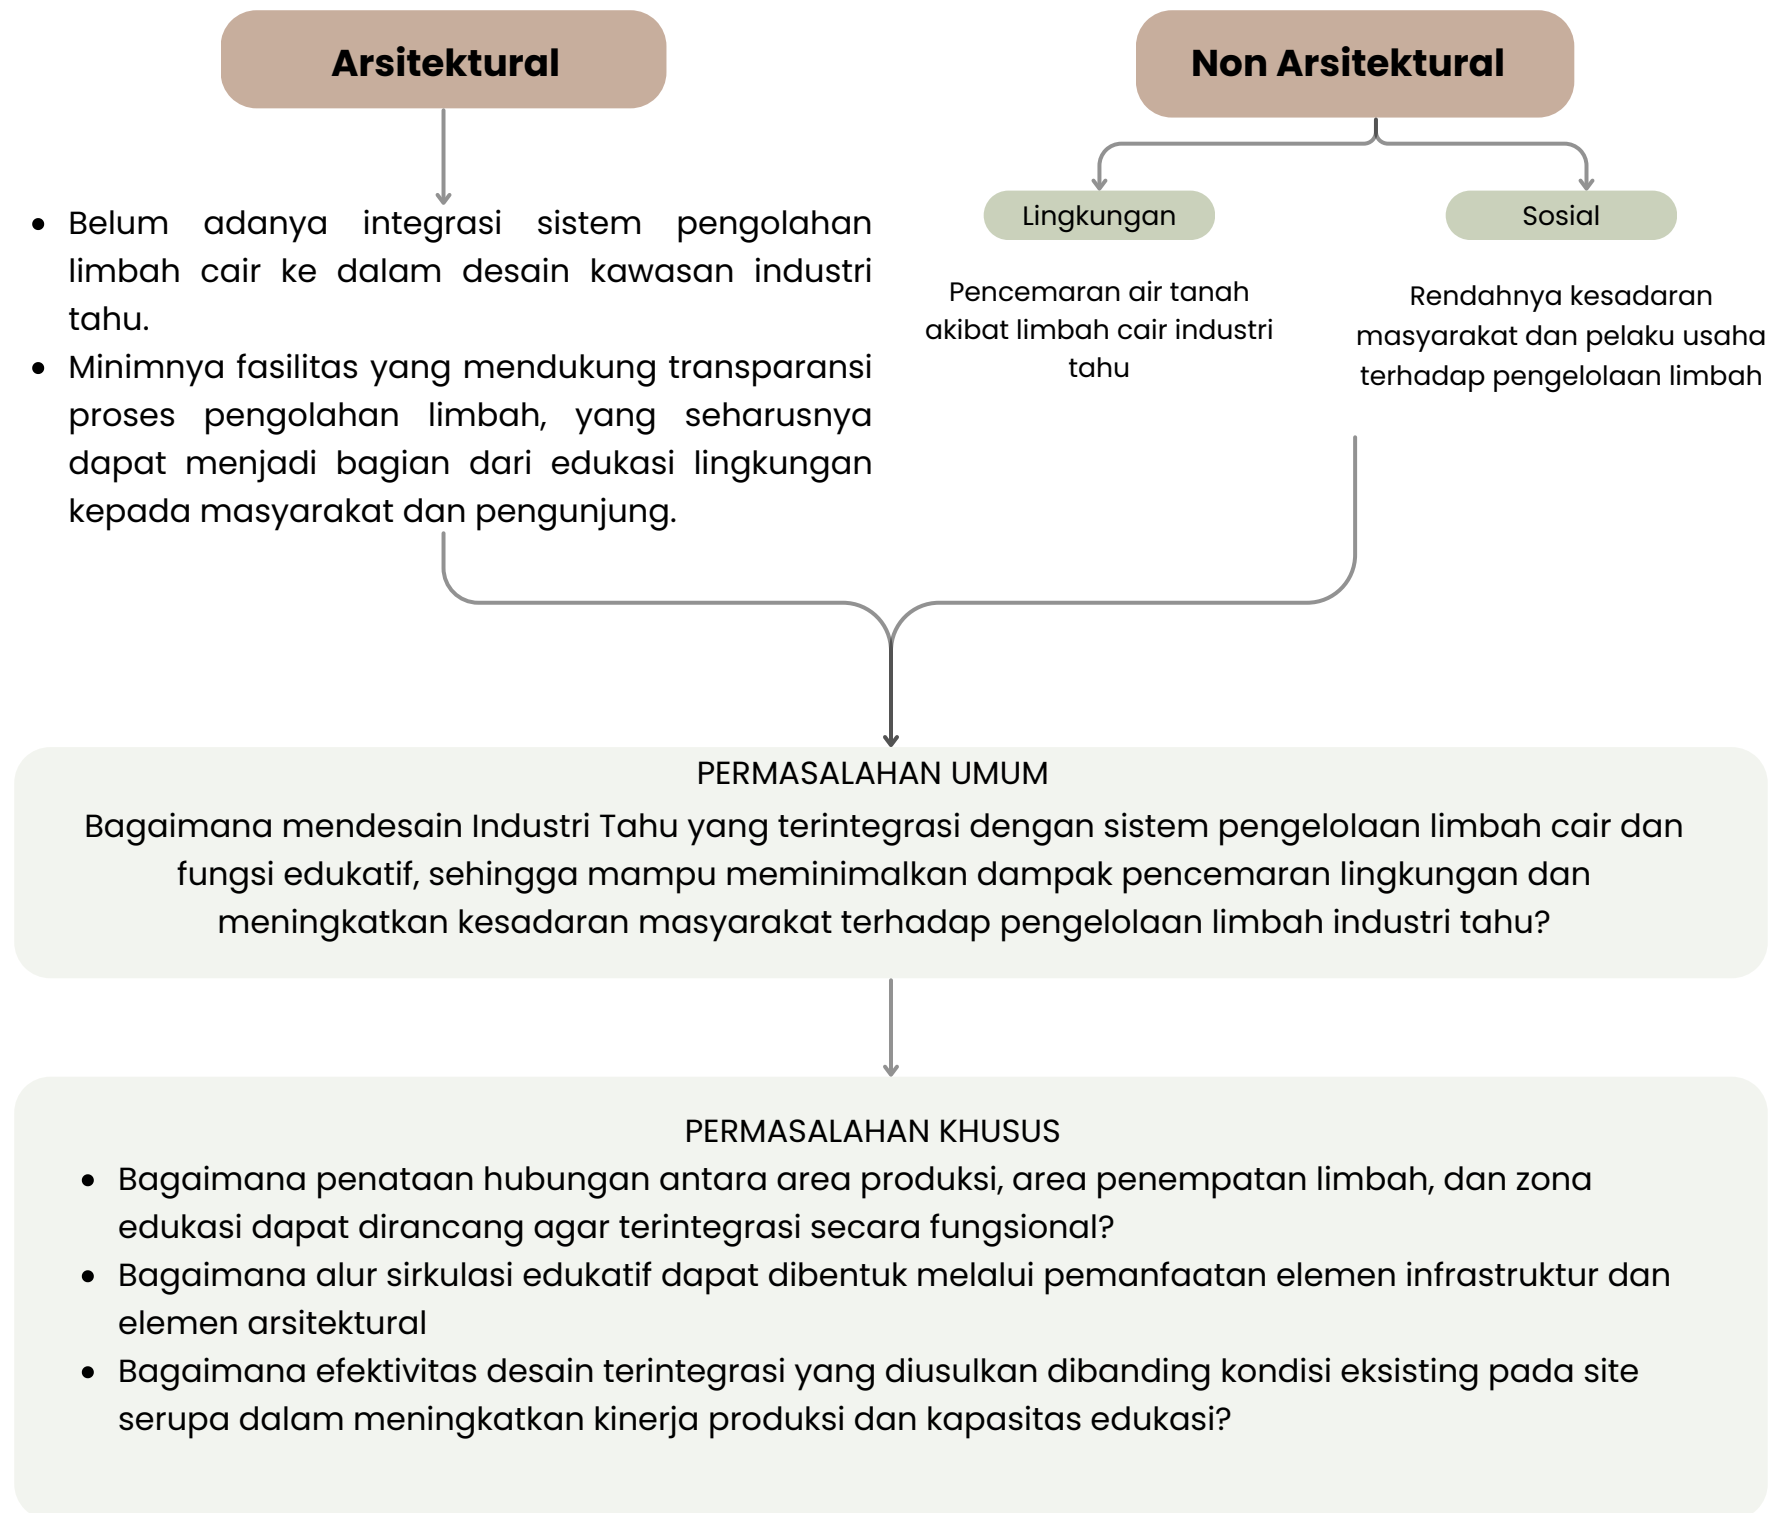 Arsitektural
Non Arsitektural
• Belum adanya integrasi sistem pengolahan
limbah cair ke dalam desain kawasan industri
tahu.
• Minimnya fasilitas yang mendukung transparansi
proses pengolahan limbah, yang seharusnya
dapat menjadi bagian dari edukasi lingkungan
kepada masyarakat dan pengunjung.
Lingkungan
Pencemaran air tanah
akibat limbah cair industri
tahu
Sosial
Rendahnya kesadaran
masyarakat dan pelaku usaha
terhadap pengelolaan limbah
PERMASALAHAN UMUM
Bagaimana mendesain Industri Tahu yang terintegrasi dengan sistem pengelolaan limbah cair dan
fungsi edukatif, sehingga mampu meminimalkan dampak pencemaran lingkungan dan
meningkatkan kesadaran masyarakat terhadap pengelolaan limbah industri tahu?
PERMASALAHAN KHUSUS
• Bagaimana penataan hubungan antara area produksi, area penempatan limbah, dan zona
edukasi dapat dirancang agar terintegrasi secara fungsional?
• Bagaimana alur sirkulasi edukatif dapat dibentuk melalui pemanfaatan elemen infrastruktur dan
elemen arsitektural
• Bagaimana efektivitas desain terintegrasi yang diusulkan dibanding kondisi eksisting pada site
serupa dalam meningkatkan kinerja produksi dan kapasitas edukasi?